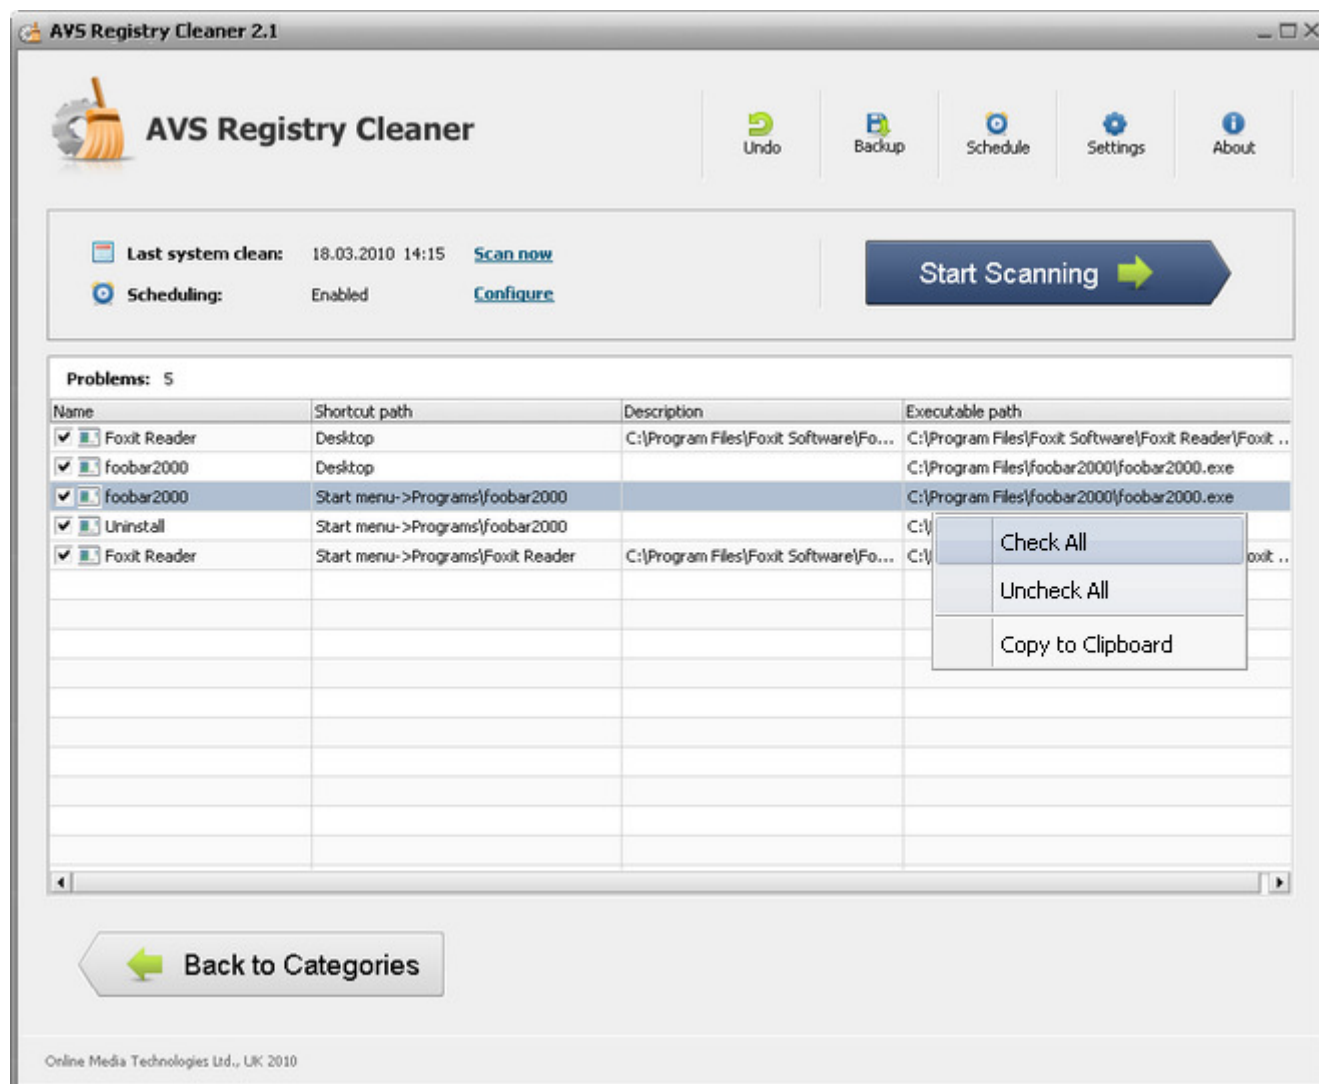 AVS Registry Cleaner 2.1
AVS Registry Cleaner
Undo Backup Schedule Settings About
Last system clean: 18.03.2010 14:15 Scan now
Scheduling: Enabled Configure
Start Scanning
Problems: 5
Name Shortcut path Description Executable path
Foxit Reader Desktop C:\Program Files\Foxit Software\Fo... C:\Program Files\Foxit Software\Foxit Reader\Foxit ..
foobar2000 Desktop C:\Program Files\foobar2000\foobar2000.exe
foobar2000 Start menu->Programs\foobar2000 C:\Program Files\foobar2000\foobar2000.exe
Uninstall Start menu->Programs\foobar2000 C:\
Foxit Reader Start menu->Programs\Foxit Reader C:\Program Files\Foxit Software\Fo... C:\ oxit ..
Check All
Uncheck All
Copy to Clipboard
Back to Categories
Online Media Technologies Ltd., UK 2010